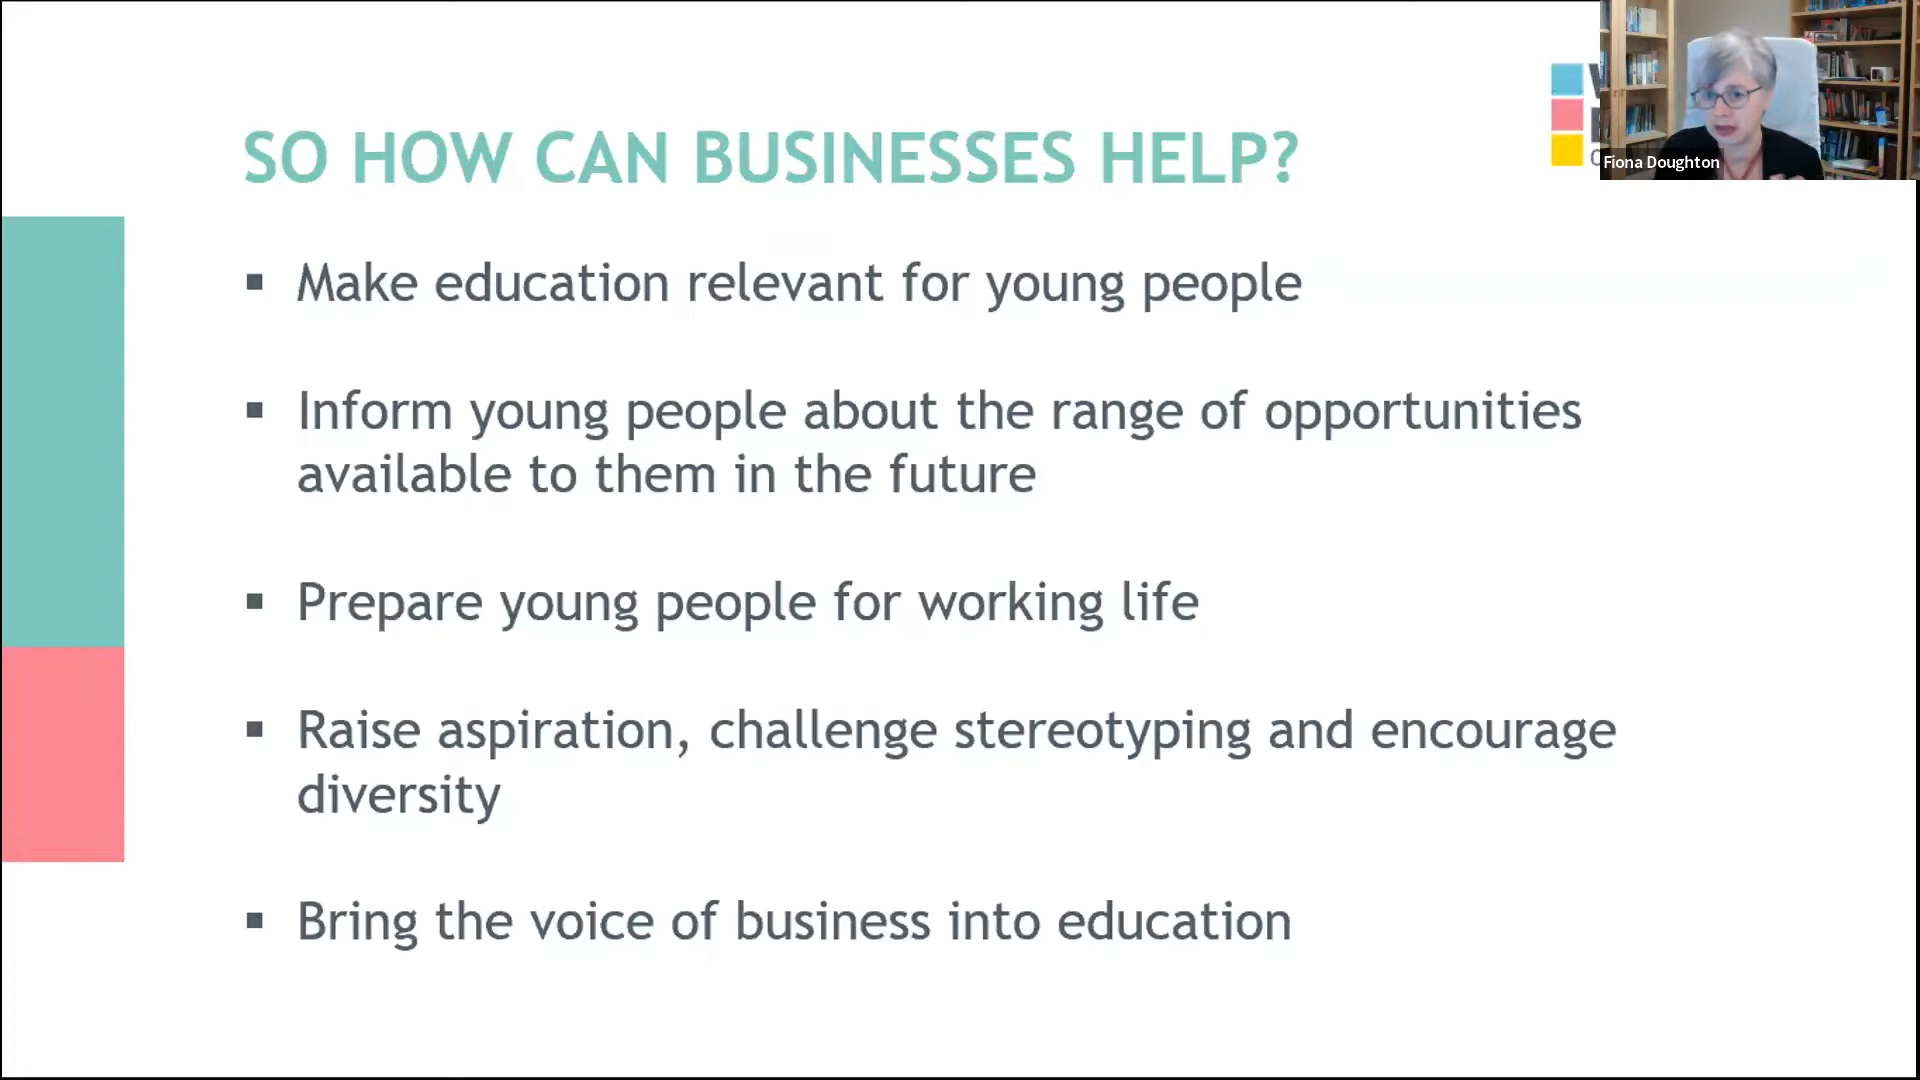 SO HOW CAN BUSINESSES HELP?
Fiona Doughton
▪ Make education relevant for young people
▪ Inform young people about the range of opportunities
available to them in the future
▪ Prepare young people for working life
▪ Raise aspiration, challenge stereotyping and encourage
diversity
▪ Bring the voice of business into education